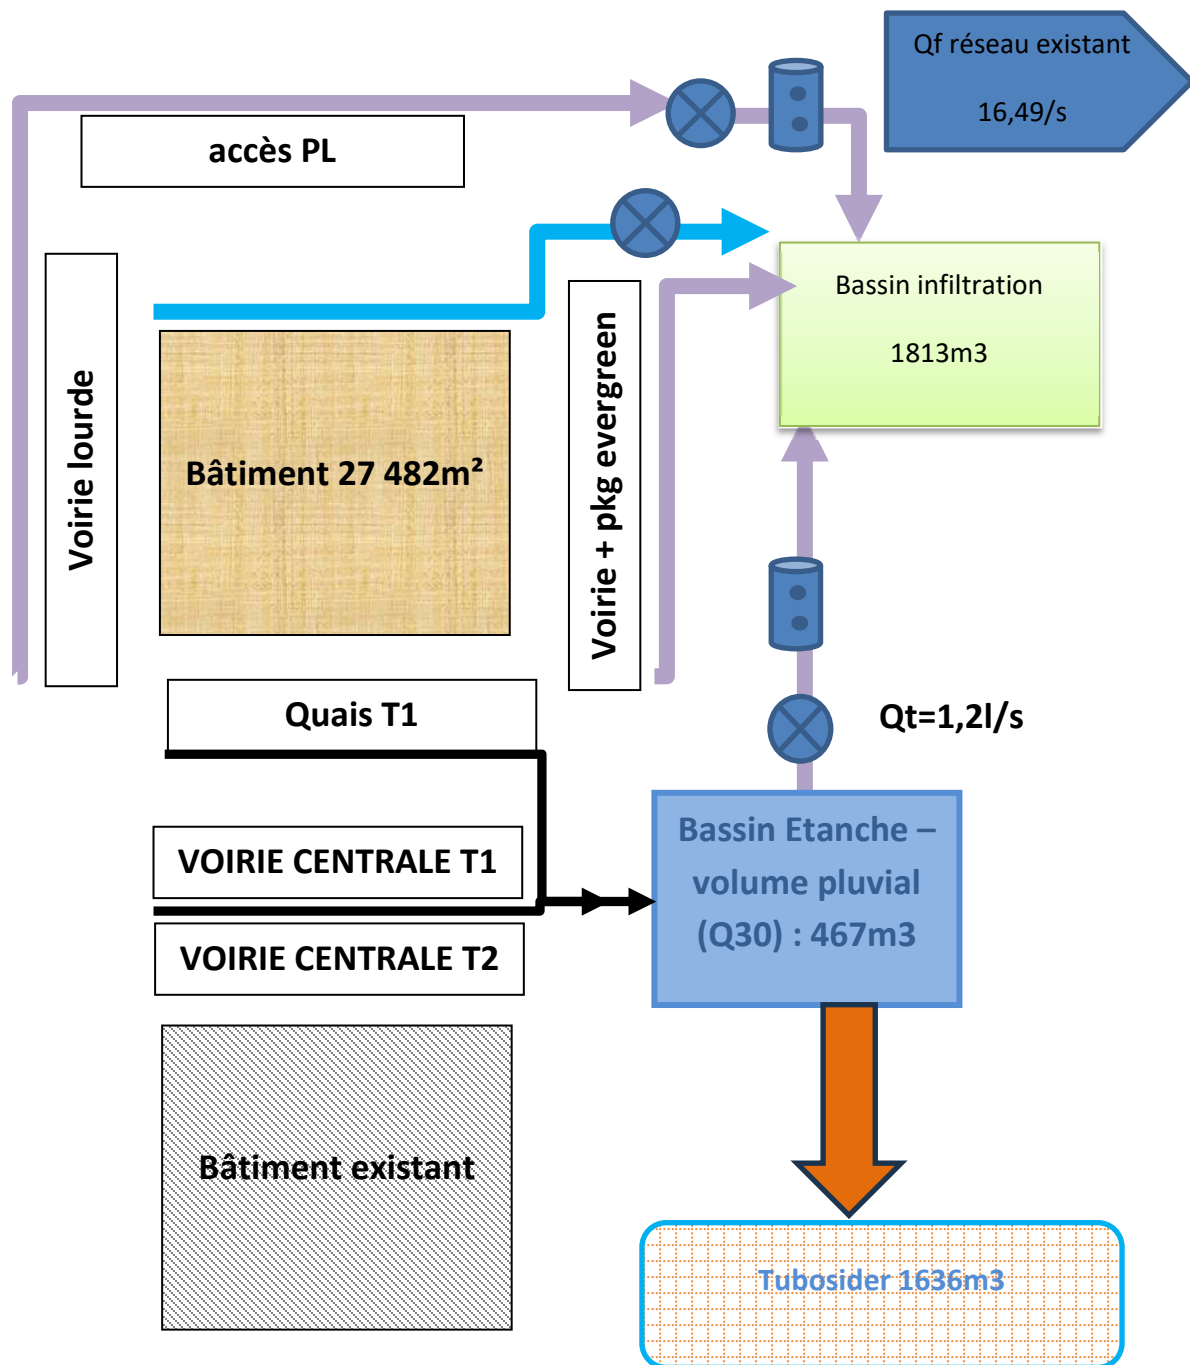 Qf réseau existant
16,49/s
accès PL
Voirie lourde
Bâtiment 27 482m²
Voirie + pkg evergreen
Bassin infiltration
1813m3
Quais T1
Qt=1,2l/s
VOIRIE CENTRALE T1
VOIRIE CENTRALE T2
Bassin Etanche –
volume pluvial
(Q30) : 467m3
Bâtiment existant
Tubosider 1636m3